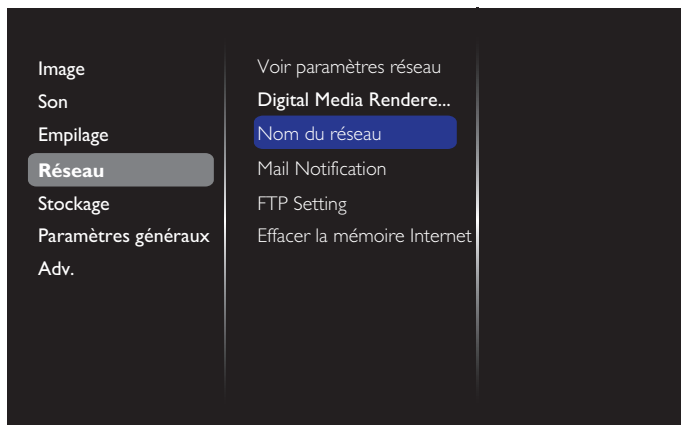 Image
Son
Empilage
Réseau
Stockage
Paramètres généraux
Adv.
Voir paramètres réseau
Digital Media Rendere...
Nom du réseau
Mail Notification
FTP Setting
Effacer la mémoire Internet